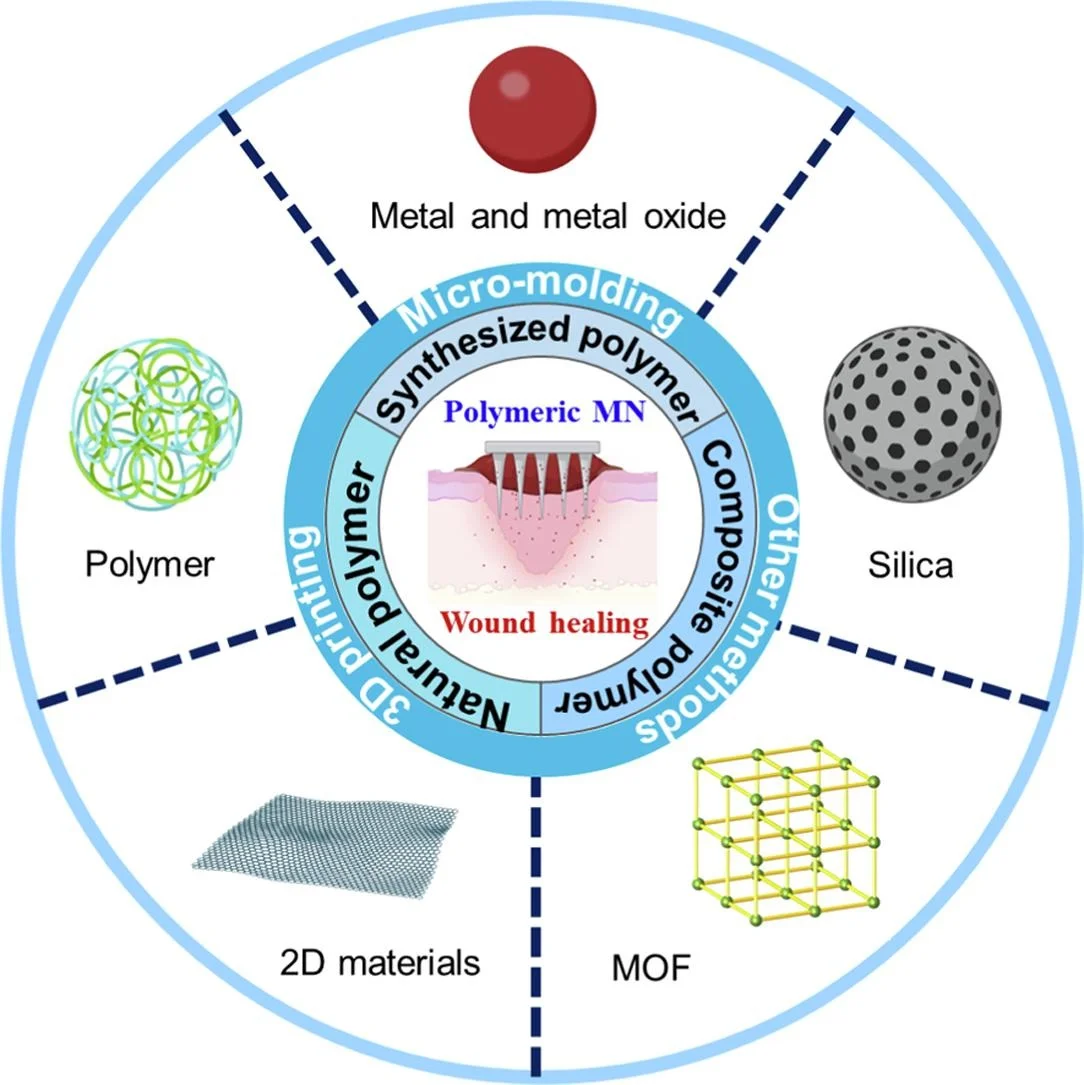 Metal and metal oxide
Micro-molding
Synthesized polymer
Polymeric MN
Wound healing
Natural polymer
Composite polymer
3D printing
Other methods
Polymer
Silica
2D materials
MOF